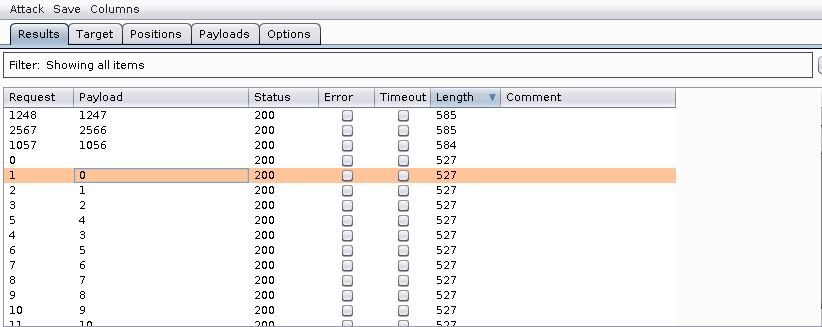 Attack Save Columns
Results Target Positions Payloads Options
Filter: Showing all items
Request Payload Status Error Timeout Length Comment
1248 1247 200 585
2567 2566 200 585
1057 1056 200 584
0 200 527
1 0 200 527
2 1 200 527
3 2 200 527
5 4 200 527
4 3 200 527
6 5 200 527
7 6 200 527
8 7 200 527
9 8 200 527
10 9 200 527
11 10 200 527